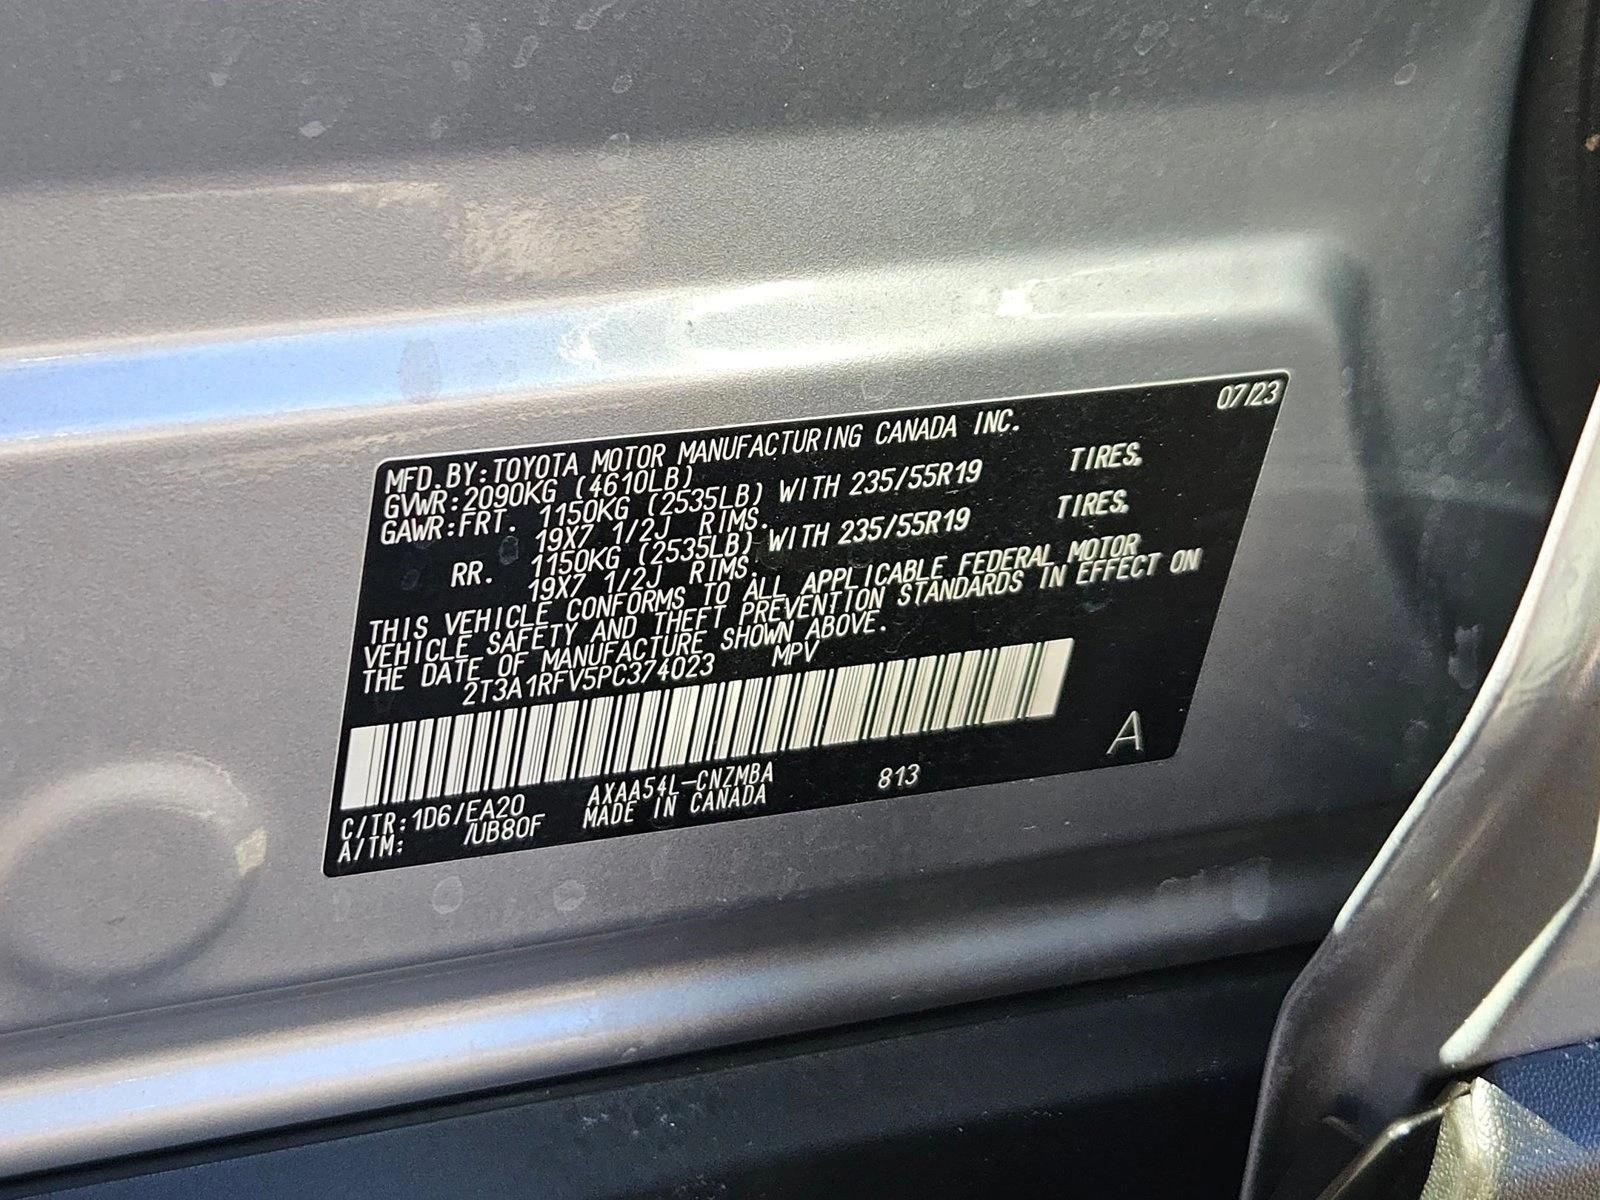 07/23
MFD.BY:TOYOTA MOTOR MANUFACTURING CANADA INC.
GVWR:2090KG (4610LB)
GAWR:FRT. 1150KG (2535LB) WITH 235/55R19 TIRES.
19X7 1/2J RIMS.
RR. 1150KG (2535LB) WITH 235/55R19 TIRES.
19X7 1/2J RIMS.
THIS VEHICLE CONFORMS TO ALL APPLICABLE FEDERAL MOTOR
VEHICLE SAFETY AND THEFT PREVENTION STANDARDS IN EFFECT ON
THE DATE OF MANUFACTURE SHOWN ABOVE.
2T3A1RFV5PC374023 MPV
A
C/TR:1D6/EA20 AXAA54L-CNZMBA 813
A/TM: /UB80F MADE IN CANADA